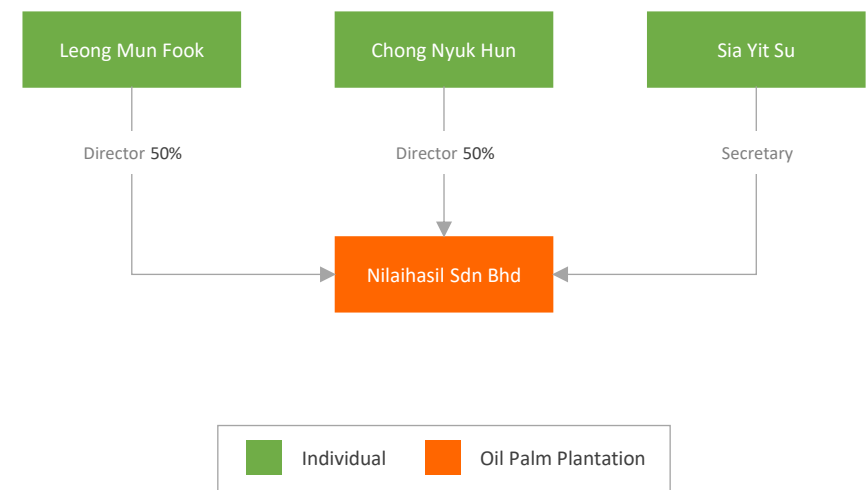 Leong Mun Fook
Chong Nyuk Hun
Sia Yit Su
Director 50%
Director 50%
Secretary
Nilaihasil Sdn Bhd
Individual
Oil Palm Plantation